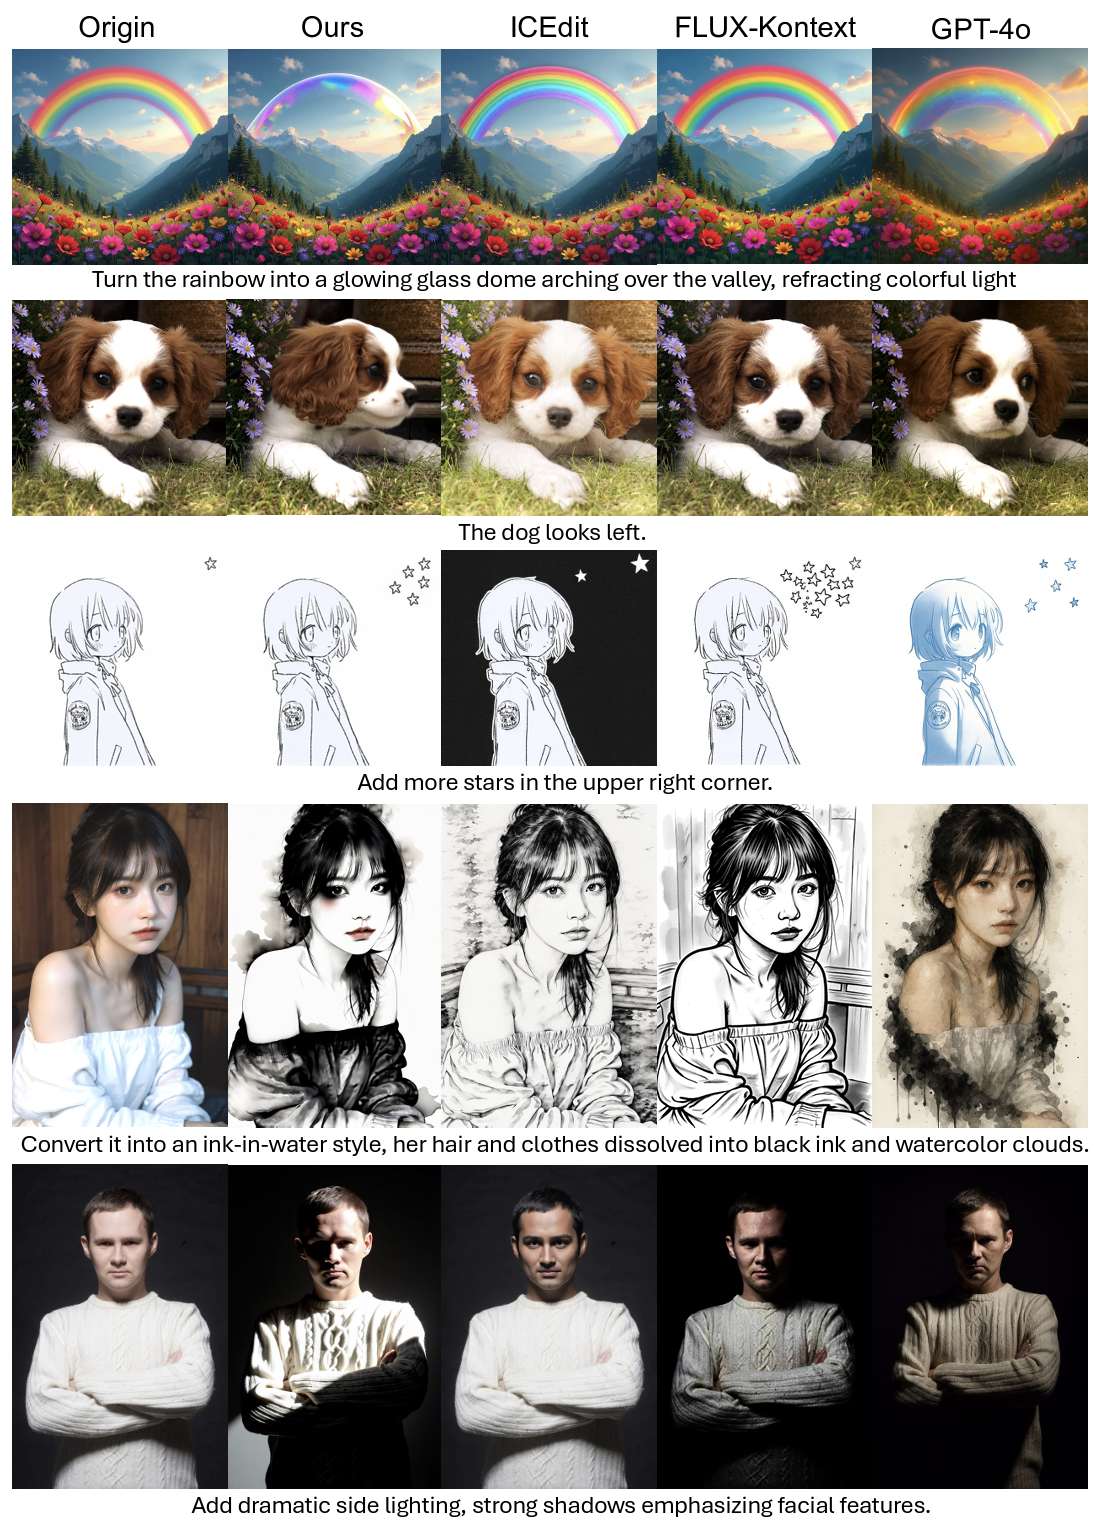 Origin Ours ICEdit FLUX-Kontext GPT-4o
Turn the rainbow into a glowing glass dome arching over the valley, refracting colorful light
The dog looks left.
Add more stars in the upper right corner.
Convert it into an ink-in-water style, her hair and clothes dissolved into black ink and watercolor clouds.
Add dramatic side lighting, strong shadows emphasizing facial features.